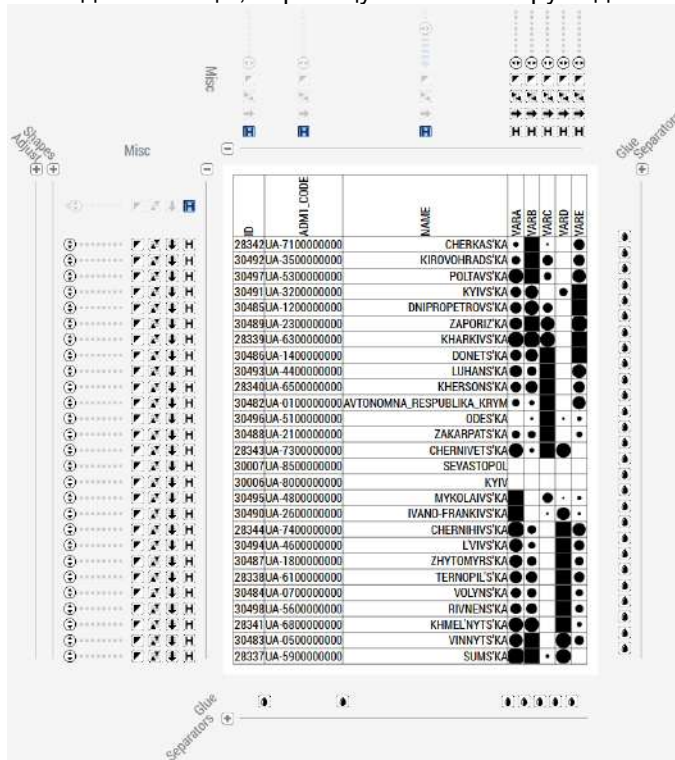 Misc
Shapes
Adjust
Misc
Glue
Separators
ID ADM1_CODE NAME VARA VARB VARC VARD VARE
28342 UA-7100000000 CHERKAS'KA
30492 UA-3500000000 KIROVOHRADS'KA
30497 UA-5300000000 POLTAVS'KA
30491 UA-3200000000 KYIVS'KA
30485 UA-1200000000 DNIPROPETROVS'KA
30489 UA-2300000000 ZAPORIZ'KA
28339 UA-6300000000 KHARKIVS'KA
30486 UA-1400000000 DONETS'KA
30493 UA-4400000000 LUHANS'KA
28340 UA-6500000000 KHERSONS'KA
30482 UA-0100000000 AVTONOMNA_RESPUBLIKA_KRYM
30496 UA-5100000000 ODES'KA
30488 UA-2100000000 ZAKARPATS'KA
28343 UA-7300000000 CHERNIVETS'KA
30007 UA-8500000000 SEVASTOPOL
30006 UA-8000000000 KYIV
30495 UA-4800000000 MYKOLAIVS'KA
30490 UA-2600000000 IVANO-FRANKIVS'KA
28344 UA-7400000000 CHERNIHIVS'KA
30494 UA-4600000000 L'VIVS'KA
30487 UA-1800000000 ZHYTOMYRS'KA
28338 UA-6100000000 TERNOPIL'S'KA
30484 UA-0700000000 VOLYNS'KA
30498 UA-5600000000 RIVNENS'KA
28341 UA-6800000000 KHMEL'NYTS'KA
30483 UA-0500000000 VINNYTS'KA
28337 UA-5900000000 SUMS'KA
Glue
Separators